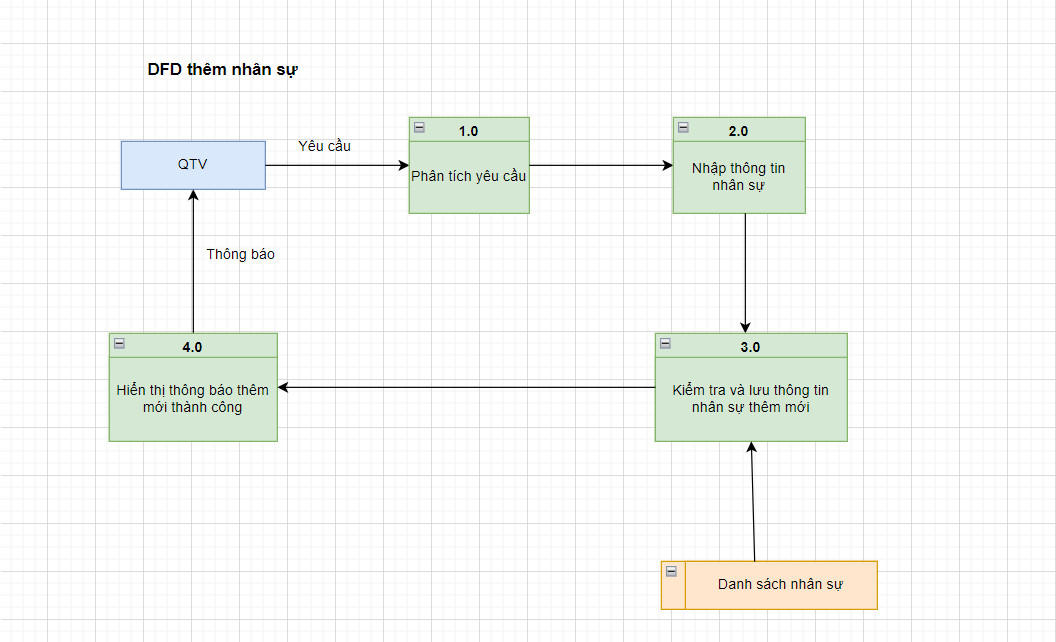 DFD thêm nhân sự
QTV
Yêu cầu
1.0
Phân tích yêu cầu
2.0
Nhập thông tin
nhân sự
Thông báo
4.0
Hiển thị thông báo thêm
mới thành công
3.0
Kiểm tra và lưu thông tin
nhân sự thêm mới
Danh sách nhân sự